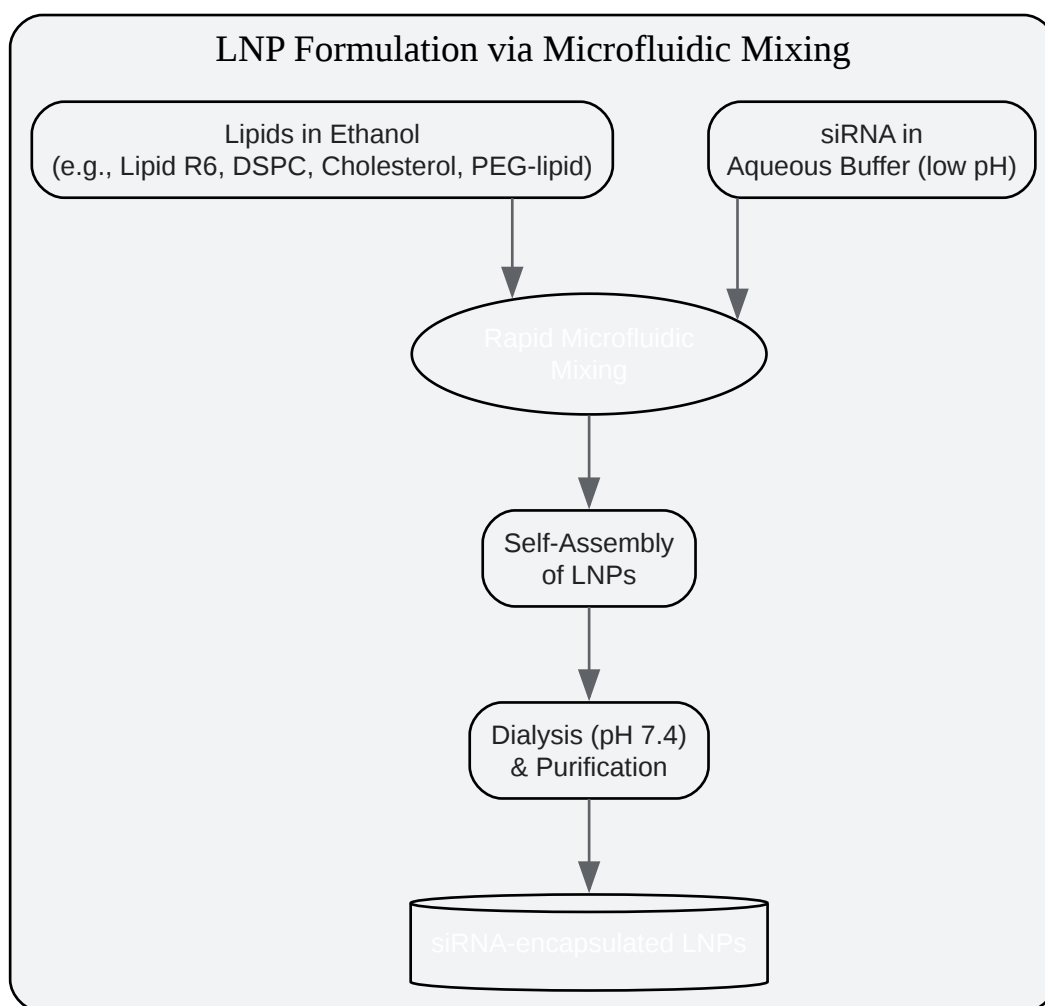 LNP Formulation via Microfluidic Mixing
Lipids in Ethanol
(e.g., Lipid R6, DSPC, Cholesterol, PEG-lipid)
siRNA in
Aqueous Buffer (low pH)
Rapid Microfluidic
Mixing
Self-Assembly
of LNPs
Dialysis (pH 7.4)
& Purification
siRNA-encapsulated LNPs